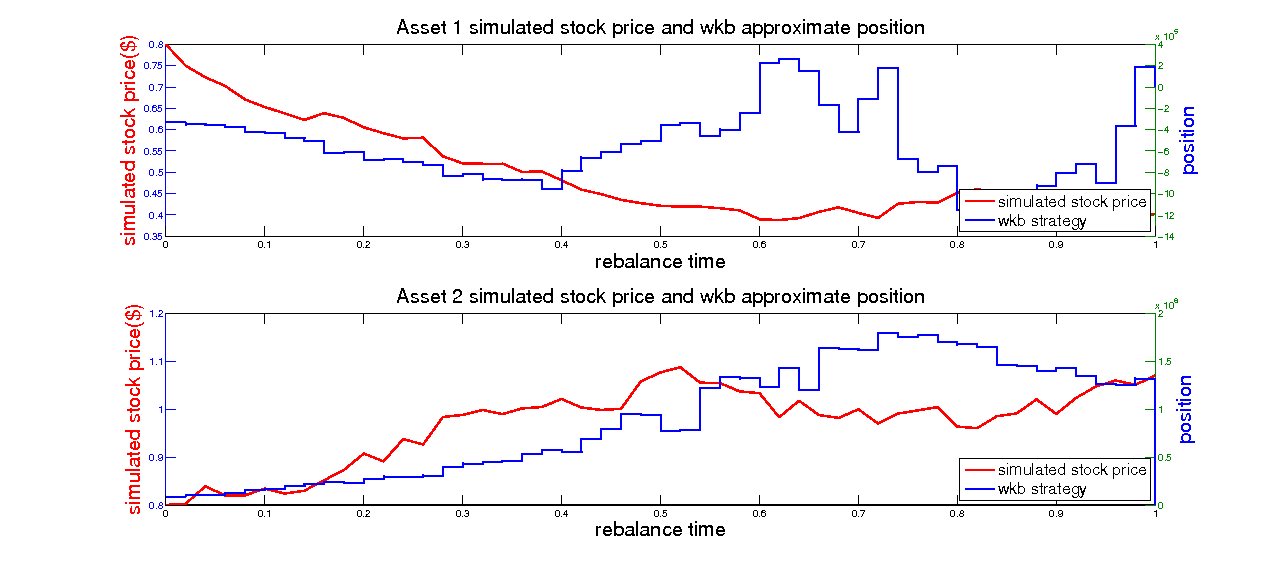 Asset 1 simulated stock price and wkb approximate position
simulated stock price($)
0.8
0.75
0.7
0.65
0.6
0.55
0.5
0.45
0.4
0.35
x 10
4
2
0
-2
-4
-6
-8
-10
-12
-14
position
simulated stock price
wkb strategy
0 0.1 0.2 0.3 0.4 0.5 0.6 0.7 0.8 0.9 1
rebalance time
Asset 2 simulated stock price and wkb approximate position
simulated stock price($)
1.2
1.1
1
0.9
0.8
x 10
2
1.5
1
0.5
0
position
simulated stock price
wkb strategy
0 0.1 0.2 0.3 0.4 0.5 0.6 0.7 0.8 0.9 1
rebalance time